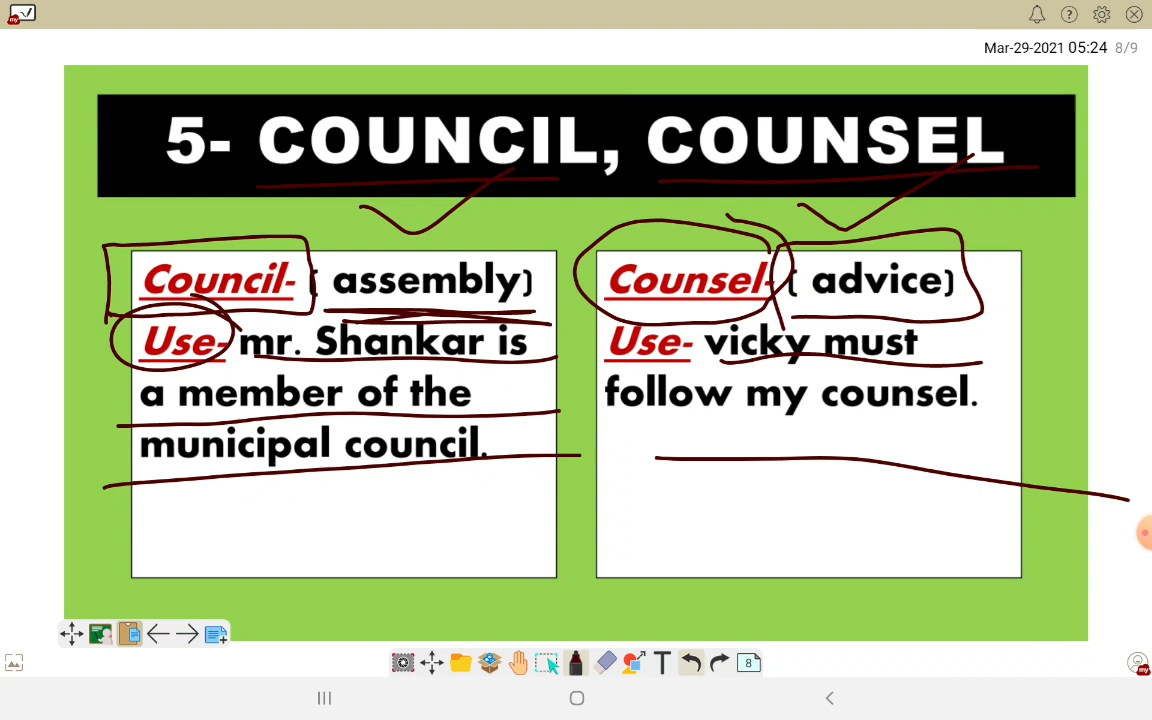 Mar-29-2021 05:24 8/9
5- COUNCIL, COUNSEL
Council- ( assembly)
Use- mr. Shankar is
a member of the
municipal council.
Counsel- ( advice)
Use- vicky must
follow my counsel.
8